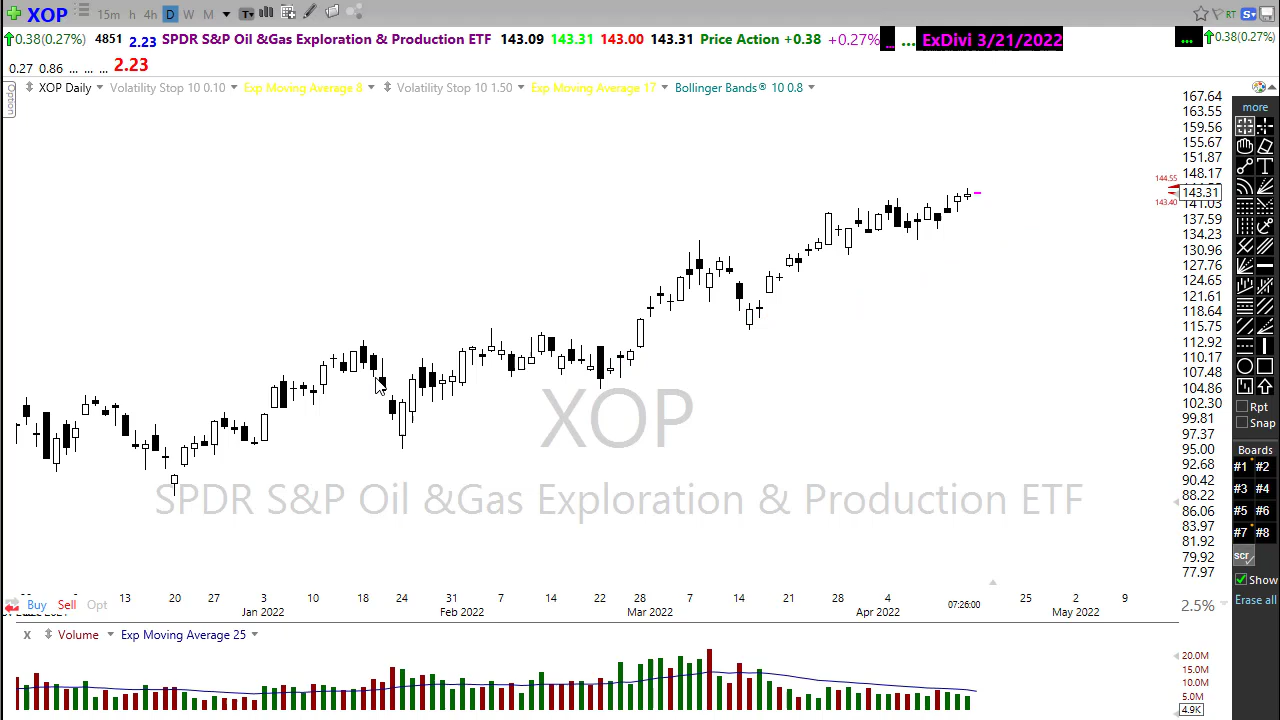 XOP 15m h 4h D W M T RT S
0.38(0.27%) 4851 2.23 SPDR S&P Oil &Gas Exploration & Production ETF 143.09 143.31 143.00 143.31 Price Action +0.38 +0.27% ... ... ExDivi 3/21/2022 ... 0.38(0.27%)
0.27 0.86 ... ... ... 2.23
Option XOP Daily Volatility Stop 10 0.10 Exp Moving Average 8 Volatility Stop 10 1.50 Exp Moving Average 17 Bollinger Bands® 10 0.8
167.64
more
163.55
159.56
155.67
151.87
148.17
144.55
143.31
143.40
141.03
137.59
134.23
130.96
127.76
124.65
121.61
118.64
115.75
112.92
110.17
107.48
104.86
102.30
99.81
97.37
95.00
92.68
90.42
88.22
86.06
83.97
81.92
79.92
77.97
XOP
SPDR S&P Oil &Gas Exploration & Production ETF
Rpt
Snap
Boards
#1 #2
#3 #4
#5 #6
#7 #8
scr
Show
Erase all
13 20 27 3 10 18 24 31 7 14 22 28 7 14 21 28 4 07:26:00 25 2 9
Buy Sell Opt
Jan 2022 Feb 2022 Mar 2022 Apr 2022 May 2022
2.5%
X Volume Exp Moving Average 25
20.0M
15.0M
10.0M
5.0M
4.9K